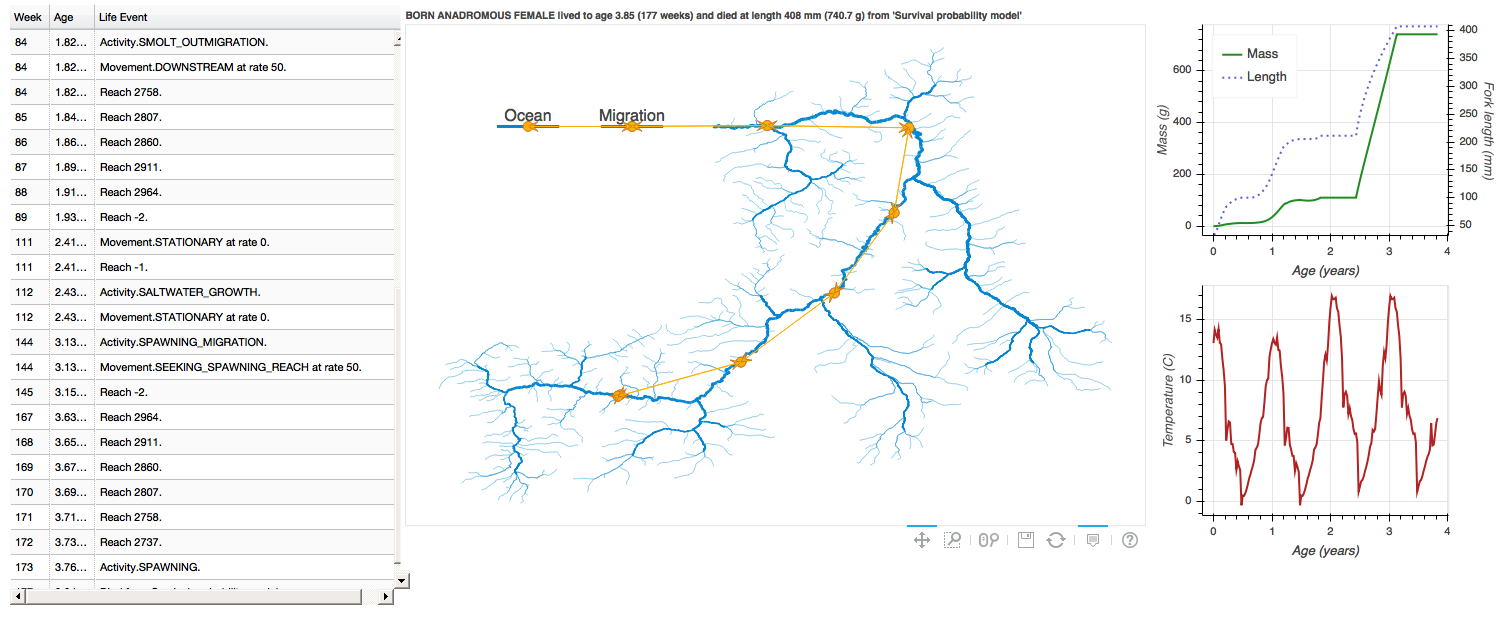 Week Age Life Event
84 1.82... Activity.SMOLT_OUTMIGRATION.
84 1.82... Movement.DOWNSTREAM at rate 50.
84 1.82... Reach 2758.
85 1.84... Reach 2807.
86 1.86... Reach 2860.
87 1.89... Reach 2911.
88 1.91... Reach 2964.
89 1.93... Reach -2.
111 2.41... Movement.STATIONARY at rate 0.
111 2.41... Reach -1.
112 2.43... Activity.SALTWATER_GROWTH.
112 2.43... Movement.STATIONARY at rate 0.
144 3.13... Activity.SPAWNING_MIGRATION.
144 3.13... Movement.SEEKING_SPAWNING_REACH at rate 50.
145 3.15... Reach -2.
167 3.63... Reach 2964.
168 3.65... Reach 2911.
169 3.67... Reach 2860.
170 3.69... Reach 2807.
171 3.71... Reach 2758.
172 3.73... Reach 2737.
173 3.76... Activity.SPAWNING.
BORN ANADROMOUS FEMALE lived to age 3.85 (177 weeks) and died at length 408 mm (740.7 g) from 'Survival probability model'
Ocean Migration
Mass
Length
Mass (g)
600
400
200
0
Fork length (mm)
400
350
300
250
200
150
100
50
0 1 2 3 4
Age (years)
Temperature (C)
15
10
5
0
0 1 2 3 4
Age (years)